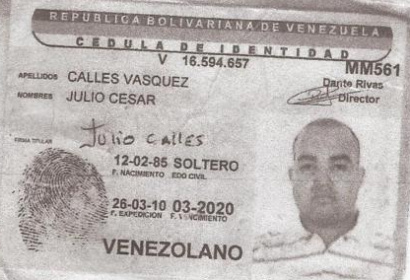 REPUBLICA BOLIVARIANA DE VENEZUELA
CEDULA DE IDENTIDAD
V 16.594.657
MM561
APELLIDOS CALLES VASQUEZ
Dante Rivas
Director
NOMBRES JULIO CESAR
FIRMA TITULAR Julio Calles
12-02-85 SOLTERO
F. NACIMIENTO EDO CIVIL
26-03-10 03-2020
F. EXPEDICION F. VENCIMIENTO
VENEZOLANO